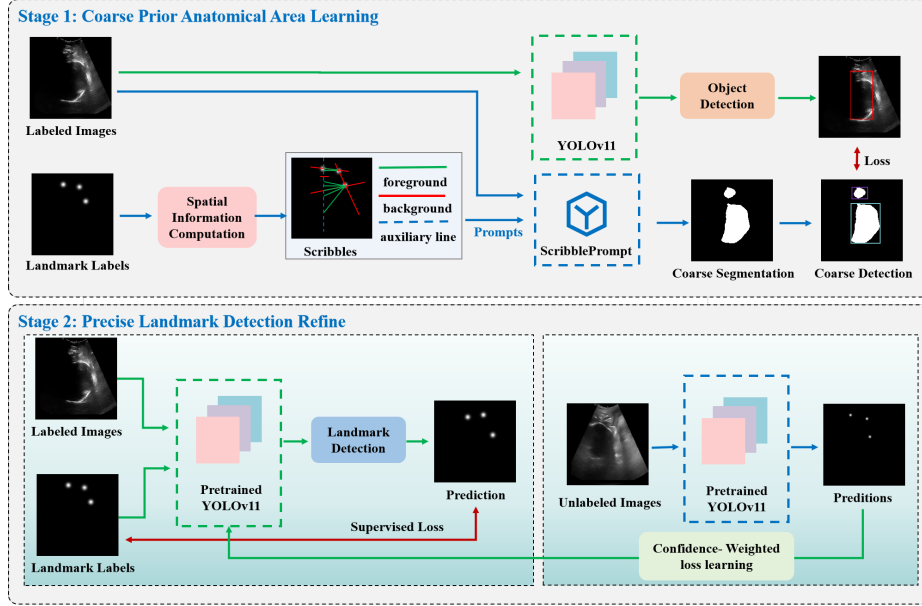 Stage 1: Coarse Prior Anatomical Area Learning
Labeled Images
YOLOv11
Object
Detection
Loss
Landmark Labels
Spatial
Information
Computation
Scribbles
foreground
background
auxiliary line
Prompts
ScribblePrompt
Coarse Segmentation
Coarse Detection
Stage 2: Precise Landmark Detection Refine
Labeled Images
Landmark Labels
Pretrained
YOLOv11
Landmark
Detection
Prediction
Supervised Loss
Unlabeled Images
Pretrained
YOLOv11
Preditions
Confidence- Weighted
loss learning